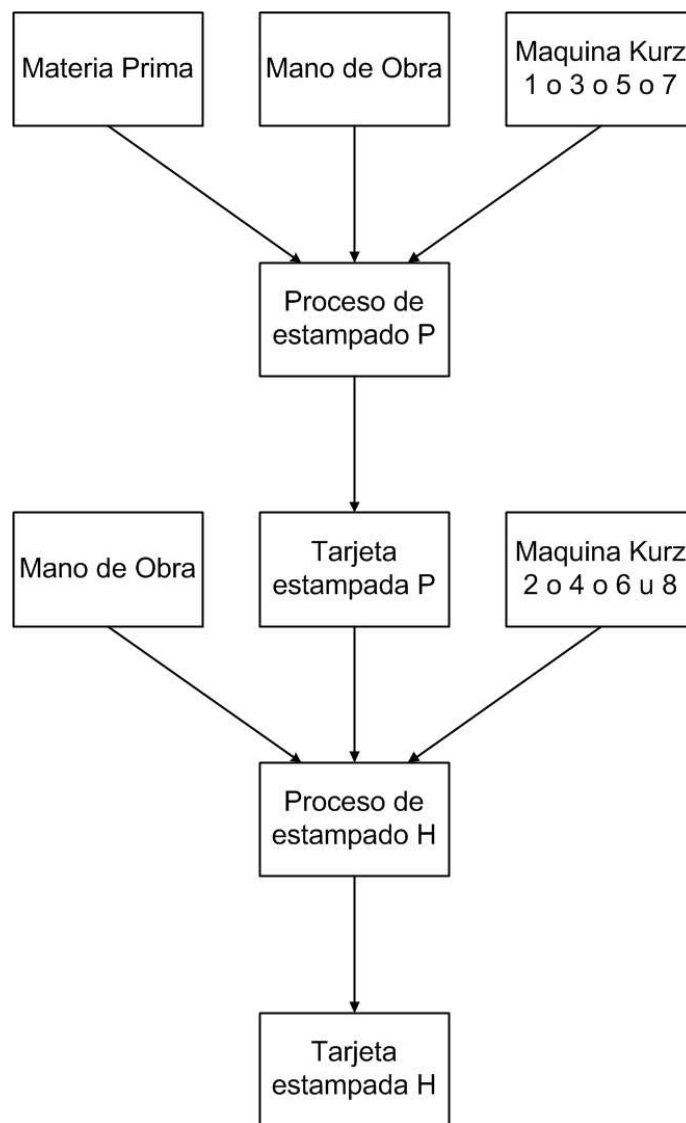 Materia Prima
Mano de Obra
Maquina Kurz
1 o 3 o 5 o 7
Proceso de
estampado P
Mano de Obra
Tarjeta
estampada P
Maquina Kurz
2 o 4 o 6 u 8
Proceso de
estampado H
Tarjeta
estampada H